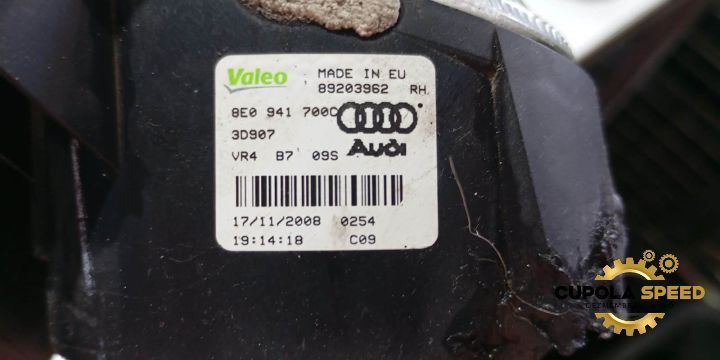 Valeo MADE IN EU
89203962 RH
8E0 941 700C
3D907
VR4 B7 09S Audi
17/11/2008 0254
19:14:18 C09
CUPOLA SPEED